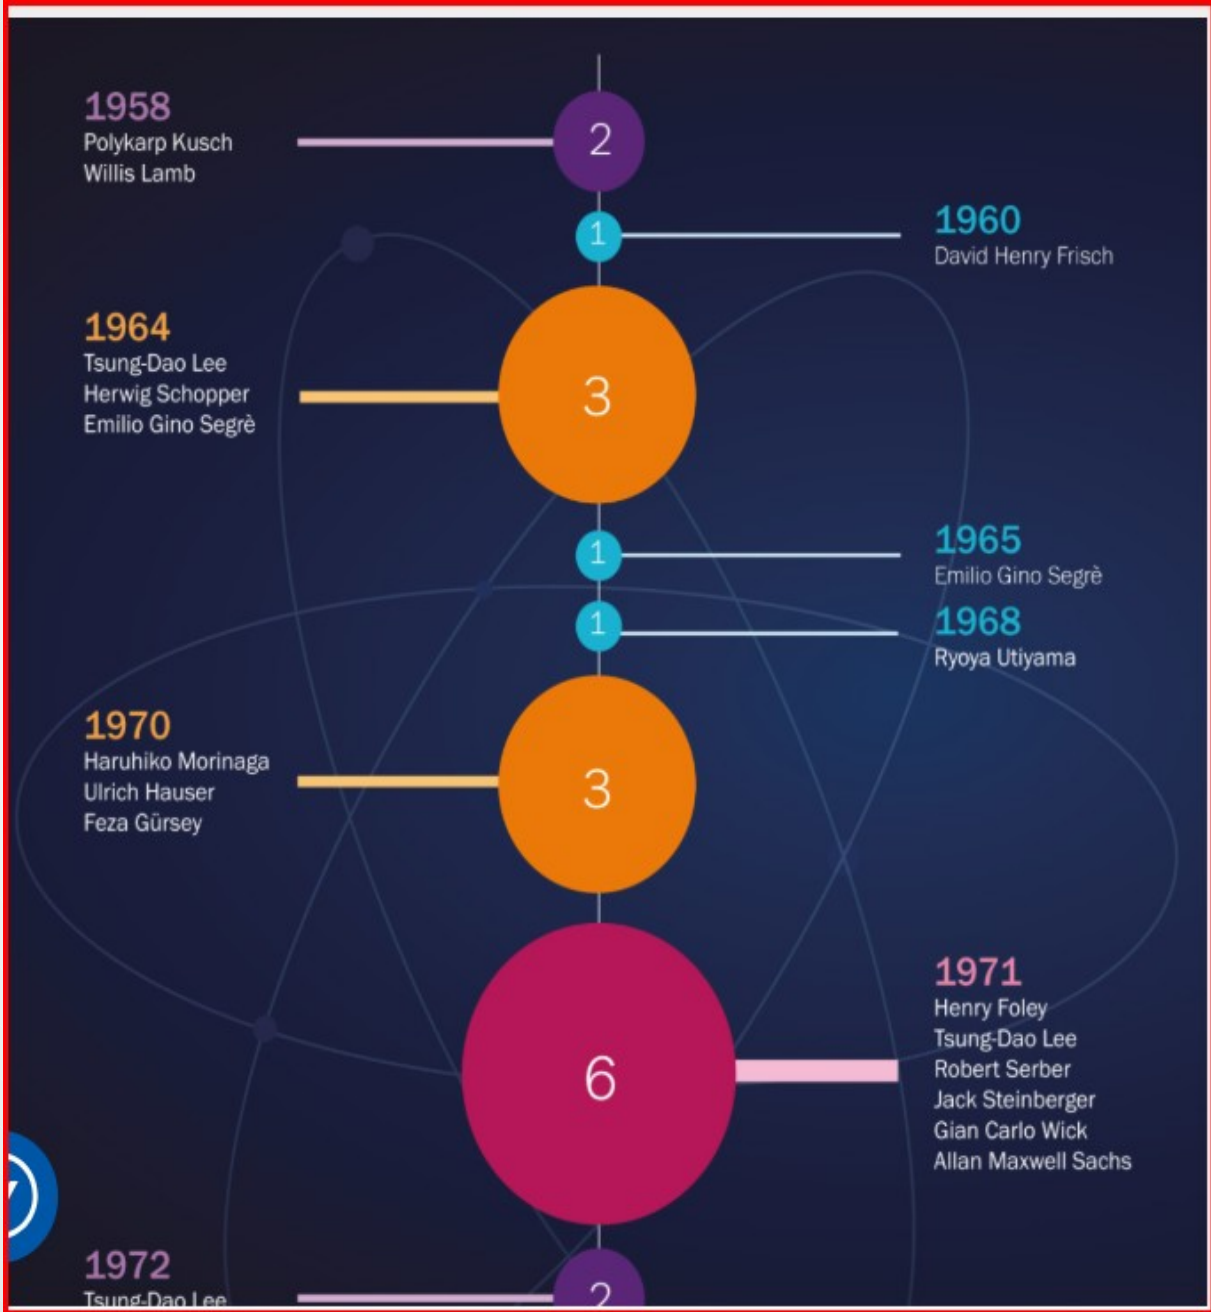 1958
Polykarp Kusch
Willis Lamb
2
1
1960
David Henry Frisch
1964
Tsung-Dao Lee
Herwig Schopper
Emilio Gino Segrè
3
1
1965
Emilio Gino Segrè
1
1968
Ryoya Utiyama
1970
Haruhiko Morinaga
Ulrich Hauser
Feza Gürsey
3
1971
Henry Foley
Tsung-Dao Lee
Robert Serber
Jack Steinberger
Gian Carlo Wick
Allan Maxwell Sachs
6
1972
Tsung-Dao Lee
2